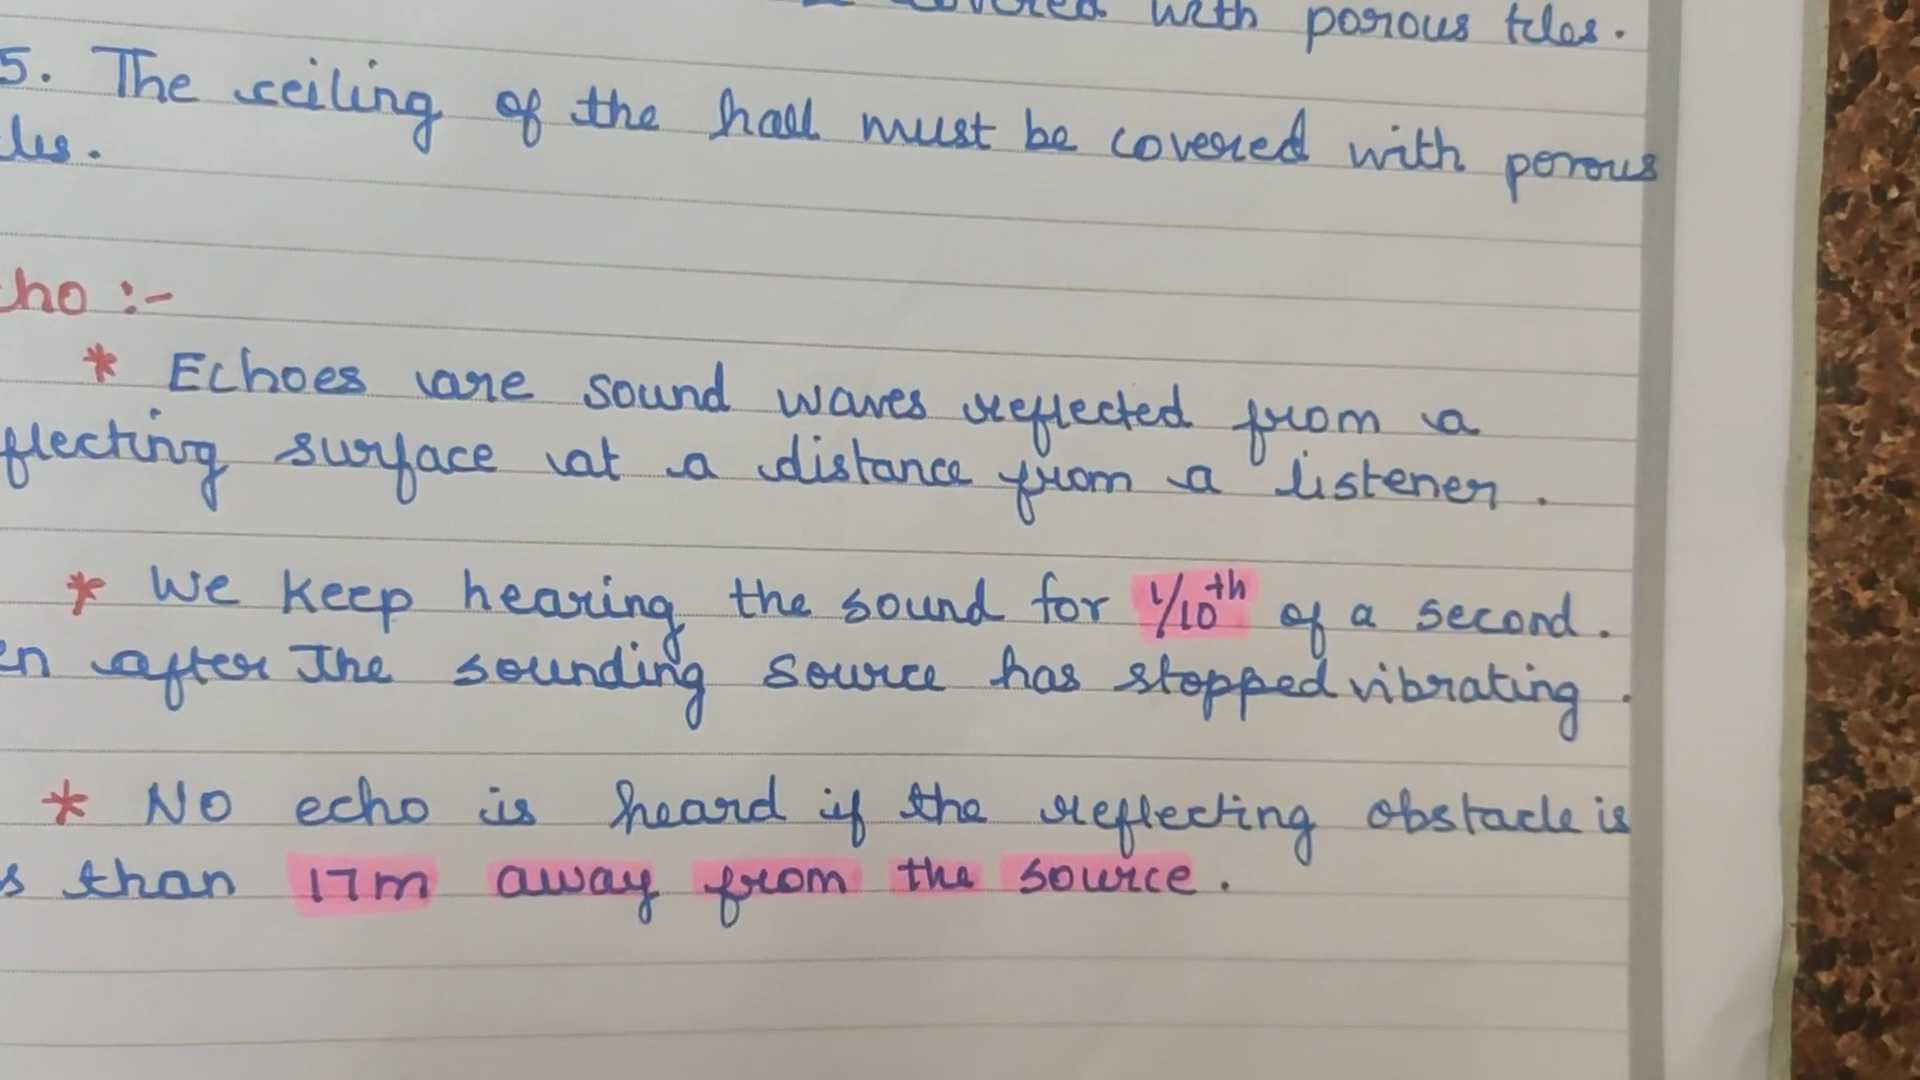 covered with porous tiles.
5. The ceiling of the hall must be covered with porous
les.
cho :-
* Echoes are sound waves reflected from a
flecting surface at a distance from a listener.
* We keep hearing the sound for 1/10th of a second.
en after The sounding source has stopped vibrating.
* No echo is heard if the reflecting obstacle is
s than 17m away from the source.